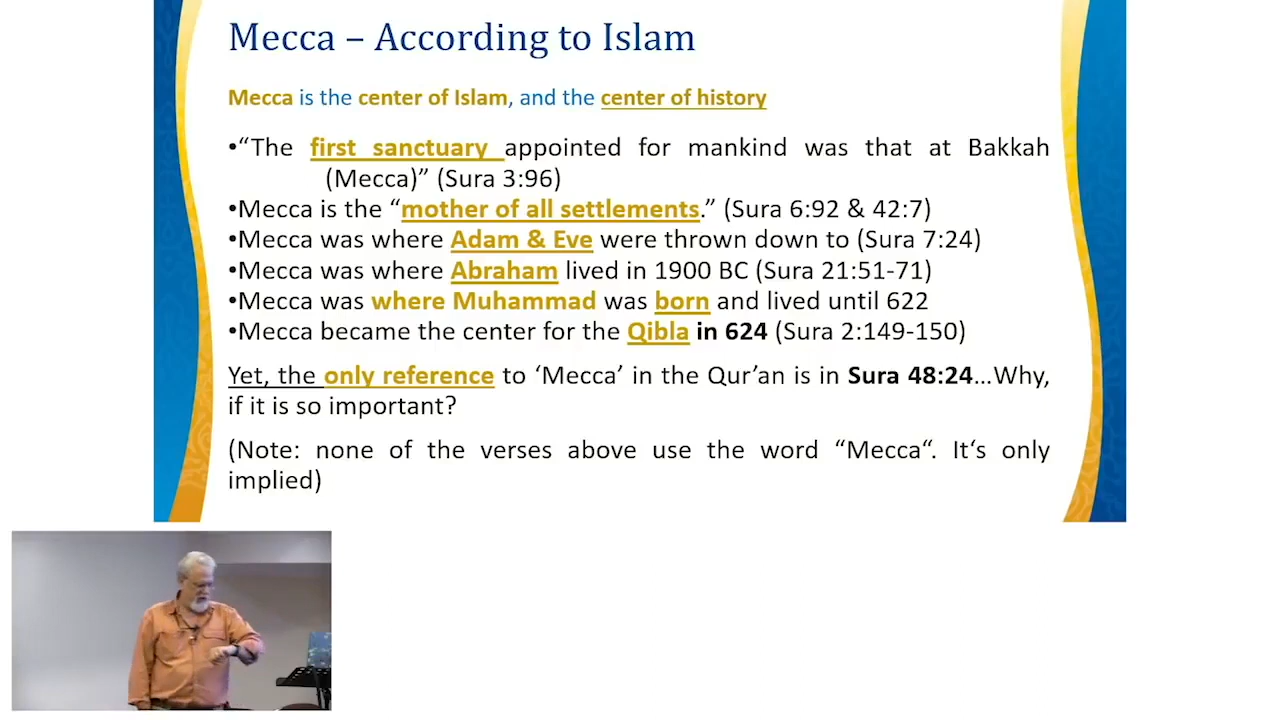 Mecca – According to Islam
Mecca is the center of Islam, and the center of history
•“The first sanctuary appointed for mankind was that at Bakkah
(Mecca)” (Sura 3:96)
•Mecca is the “mother of all settlements.” (Sura 6:92 & 42:7)
•Mecca was where Adam & Eve were thrown down to (Sura 7:24)
•Mecca was where Abraham lived in 1900 BC (Sura 21:51-71)
•Mecca was where Muhammad was born and lived until 622
•Mecca became the center for the Qibla in 624 (Sura 2:149-150)
Yet, the only reference to ‘Mecca’ in the Qur’an is in Sura 48:24…Why,
if it is so important?
(Note: none of the verses above use the word “Mecca“. It‘s only
implied)